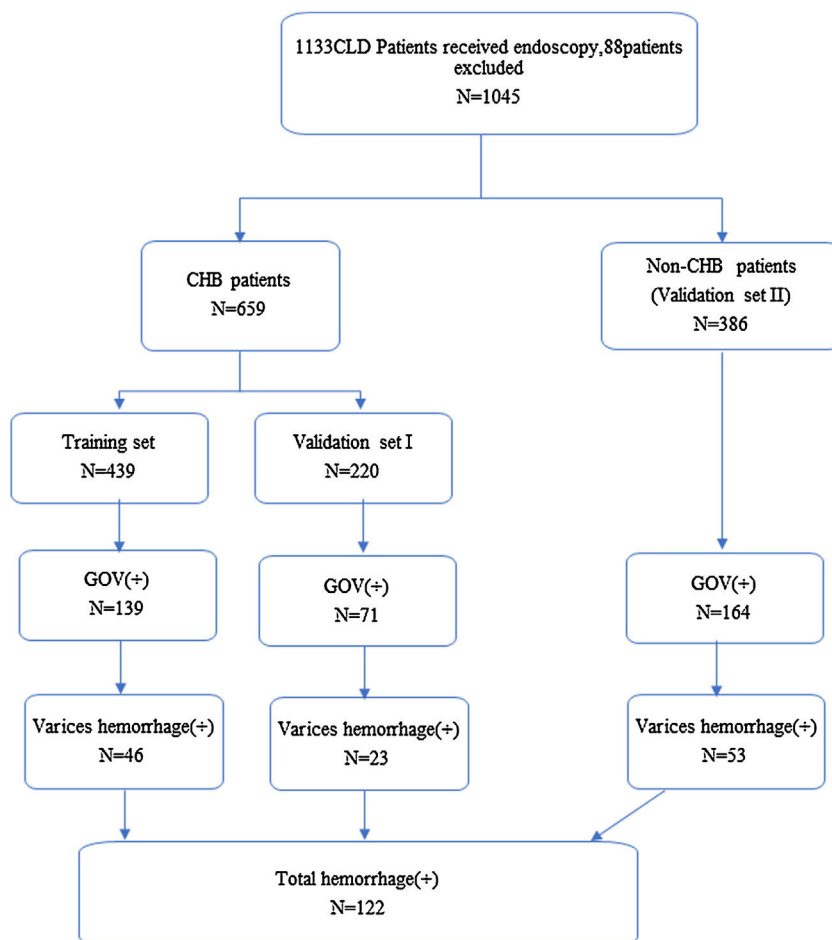 1133CLD Patients received endoscopy,88patients
excluded
N=1045
CHB patients
N=659
Non-CHB patients
(Validation set II)
N=386
Training set
N=439
Validation set I
N=220
GOV(÷)
N=139
GOV(÷)
N=71
GOV(÷)
N=164
Varices hemorrhage(÷)
N=46
Varices hemorrhage(÷)
N=23
Varices hemorrhage(÷)
N=53
Total hemorrhage(÷)
N=122